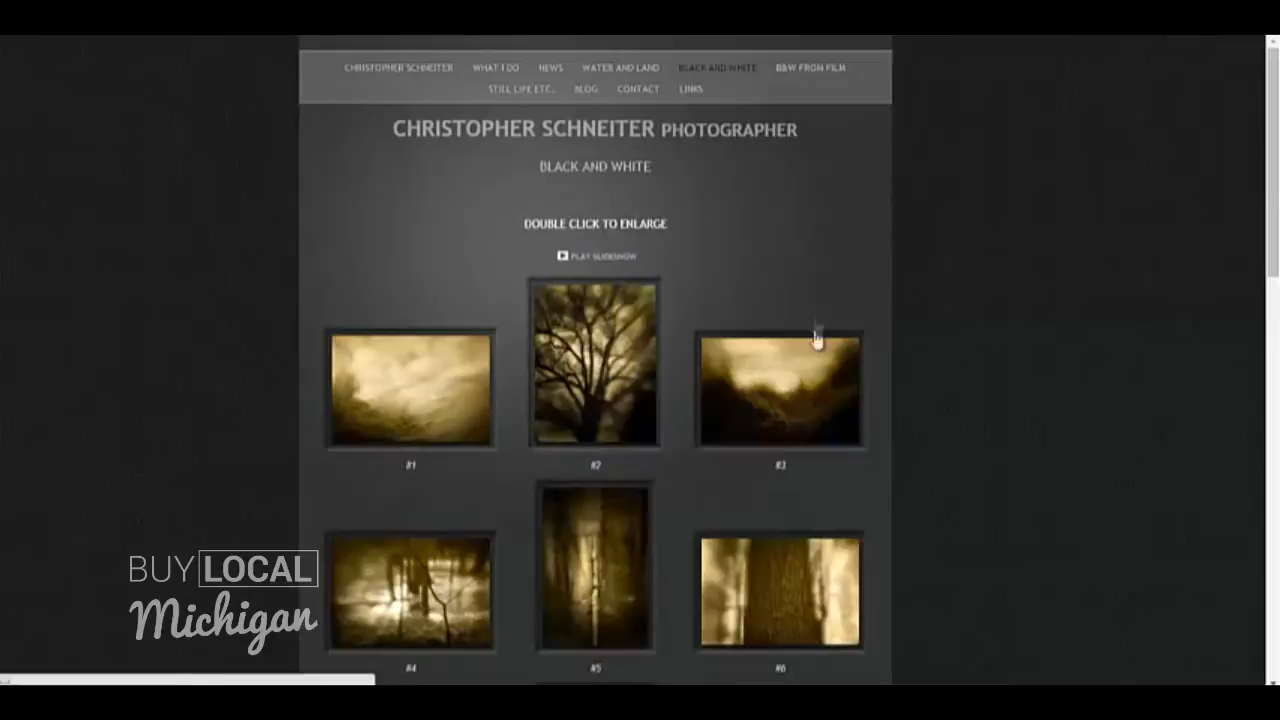 CHRISTOPHER SCHNEITER WHAT I DO NEWS WATER AND LAND BLACK AND WHITE B&W FROM FILM
STILL LIFE ETC. BLOG CONTACT LINKS
CHRISTOPHER SCHNEITER PHOTOGRAPHER
BLACK AND WHITE
DOUBLE CLICK TO ENLARGE
PLAY SLIDESHOW
#1 #2 #3
#4 #5 #6
BUY LOCAL
Michigan